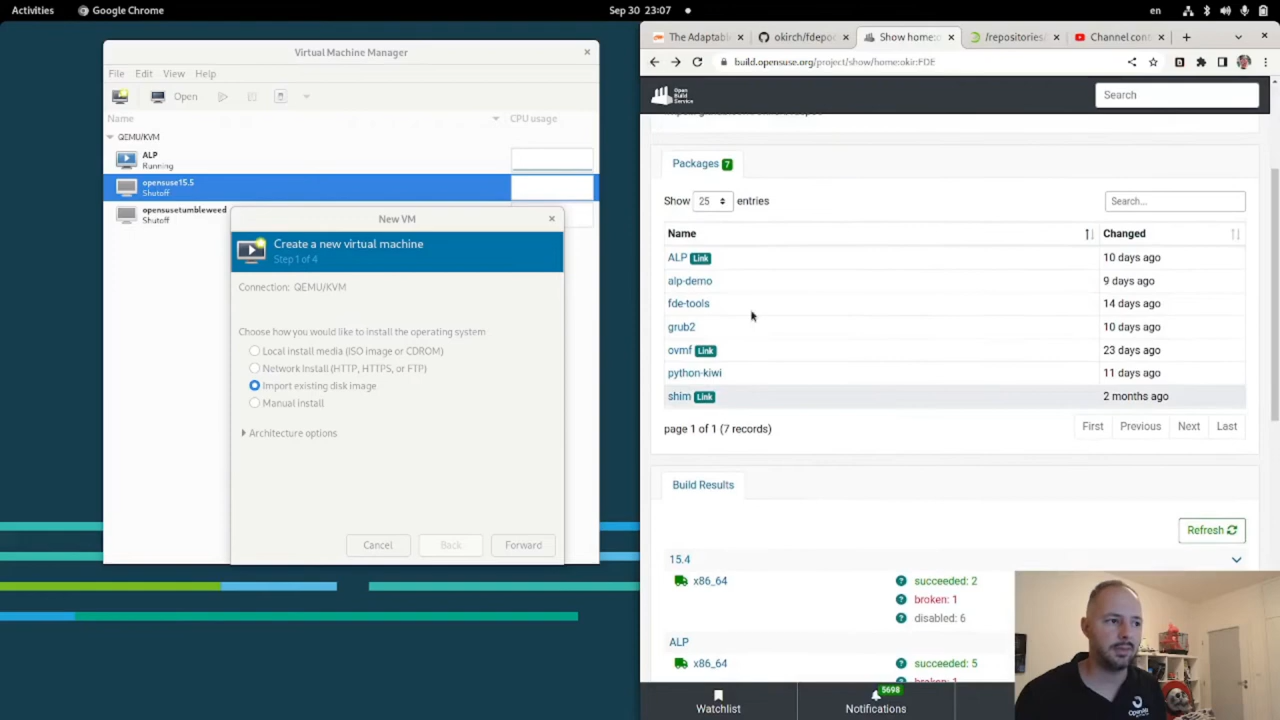 Activities
Google Chrome
Sep 30 23:07
en
Virtual Machine Manager
File Edit View Help
Open
Name
CPU usage
QEMU/KVM
ALP
Running
opensuse15.5
Shutoff
opensusetumbleweed
Shutoff
New VM
Create a new virtual machine
Step 1 of 4
Connection: QEMU/KVM
Choose how you would like to install the operating system
Local install media (ISO image or CDROM)
Network Install (HTTP, HTTPS, or FTP)
Import existing disk image
Manual install
Architecture options
Cancel
Back
Forward
The Adaptabl
okirch/fdepo
Show home:o
/repositories
Channel cont
build.opensuse.org/project/show/home:okir:FDE
Open
Build
Service
Search
Packages 7
Show 25 entries
Search...
Name Changed
ALP Link 10 days ago
alp-demo 9 days ago
fde-tools 14 days ago
grub2 10 days ago
ovmf Link 23 days ago
python-kiwi 11 days ago
shim Link 2 months ago
page 1 of 1 (7 records)
First Previous Next Last
Build Results
Refresh
15.4
x86_64 succeeded: 2
broken: 1
disabled: 6
ALP
x86_64 succeeded: 5
broken: 1
Watchlist
5698
Notifications